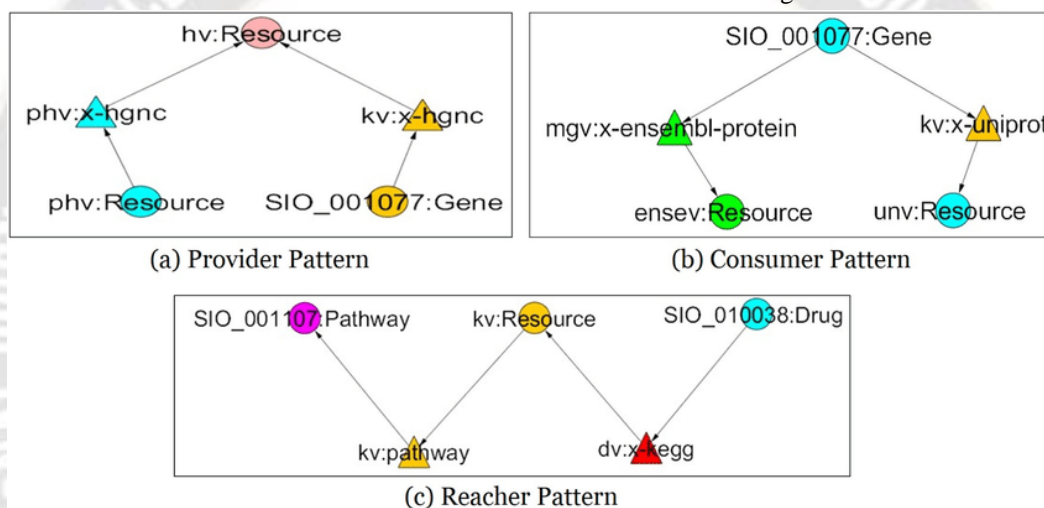 hv:Resource
phv:x-hgnc
kv:x-hgnc
phv:Resource
SIO_001077:Gene
(a) Provider Pattern
SIO_001077:Gene
mgv:x-ensembl-protein
kv:x-uniprot
ensev:Resource
unv:Resource
(b) Consumer Pattern
SIO_001107:Pathway
kv:Resource
SIO_010038:Drug
kv:pathway
dv:x-kegg
(c) Reacher Pattern